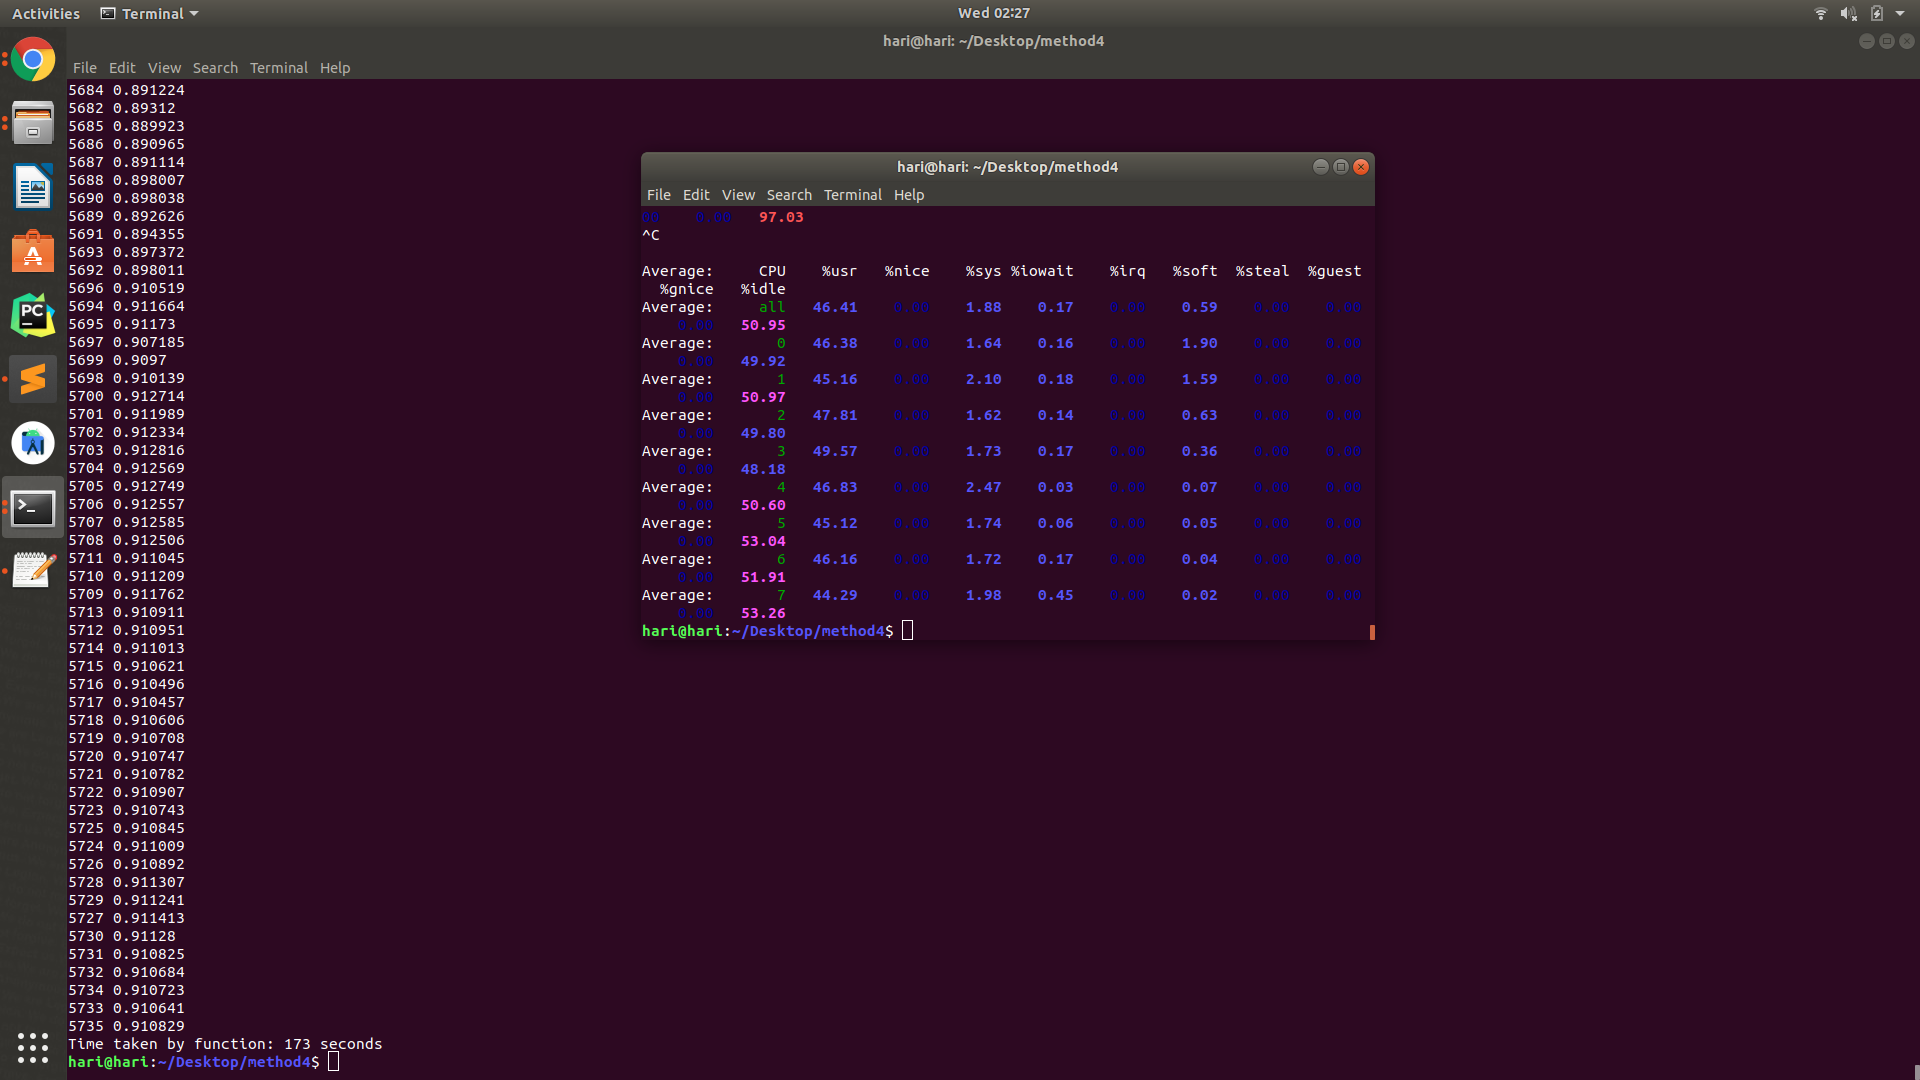 Activities Terminal Wed 02:27
hari@hari: ~/Desktop/method4
File Edit View Search Terminal Help
5684 0.891224
5682 0.89312
5685 0.889923
5686 0.890965
5687 0.891114
5688 0.898007
5690 0.898038
5689 0.892626
5691 0.894355
5693 0.897372
5692 0.898011
5696 0.910519
5694 0.911664
5695 0.91173
5697 0.907185
5699 0.9097
5698 0.910139
5700 0.912714
5701 0.911989
5702 0.912334
5703 0.912816
5704 0.912569
5705 0.912749
5706 0.912557
5707 0.912585
5708 0.912506
5711 0.911045
5710 0.911209
5709 0.911762
5713 0.910911
5712 0.910951
5714 0.911013
5715 0.910621
5716 0.910496
5717 0.910457
5718 0.910606
5719 0.910708
5720 0.910747
5721 0.910782
5722 0.910907
5723 0.910743
5725 0.910845
5724 0.911009
5726 0.910892
5728 0.911307
5729 0.911241
5727 0.911413
5730 0.91128
5731 0.910825
5732 0.910684
5734 0.910723
5733 0.910641
5735 0.910829
Time taken by function: 173 seconds
hari@hari:~/Desktop/method4$
hari@hari: ~/Desktop/method4
File Edit View Search Terminal Help
00 0.00 97.03
^C
Average: CPU %usr %nice %sys %iowait %irq %soft %steal %guest
%gnice %idle
Average: all 46.41 0.00 1.88 0.17 0.00 0.59 0.00 0.00
0.00 50.95
Average: 0 46.38 0.00 1.64 0.16 0.00 1.90 0.00 0.00
0.00 49.92
Average: 1 45.16 0.00 2.10 0.18 0.00 1.59 0.00 0.00
0.00 50.97
Average: 2 47.81 0.00 1.62 0.14 0.00 0.63 0.00 0.00
0.00 49.80
Average: 3 49.57 0.00 1.73 0.17 0.00 0.36 0.00 0.00
0.00 48.18
Average: 4 46.83 0.00 2.47 0.03 0.00 0.07 0.00 0.00
0.00 50.60
Average: 5 45.12 0.00 1.74 0.06 0.00 0.05 0.00 0.00
0.00 53.04
Average: 6 46.16 0.00 1.72 0.17 0.00 0.04 0.00 0.00
0.00 51.91
Average: 7 44.29 0.00 1.98 0.45 0.00 0.02 0.00 0.00
0.00 53.26
hari@hari:~/Desktop/method4$